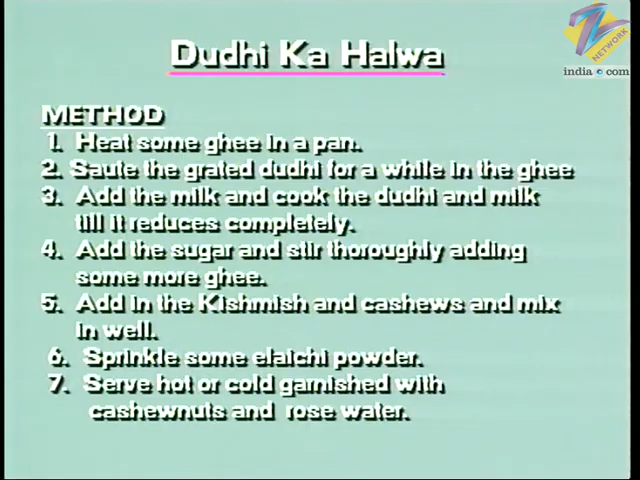 Z
NETWORK
india.com
Dudhi Ka Halwa
METHOD
1. Heat some ghee in a pan.
2. Saute the grated dudhi for a while in the ghee
3. Add the milk and cook the dudhi and milk
till it reduces completely.
4. Add the sugar and stir thoroughly adding
some more ghee.
5. Add in the Kishmish and cashews and mix
in well.
6. Sprinkle some elaichi powder.
7. Serve hot or cold garnished with
cashewnuts and rose water.